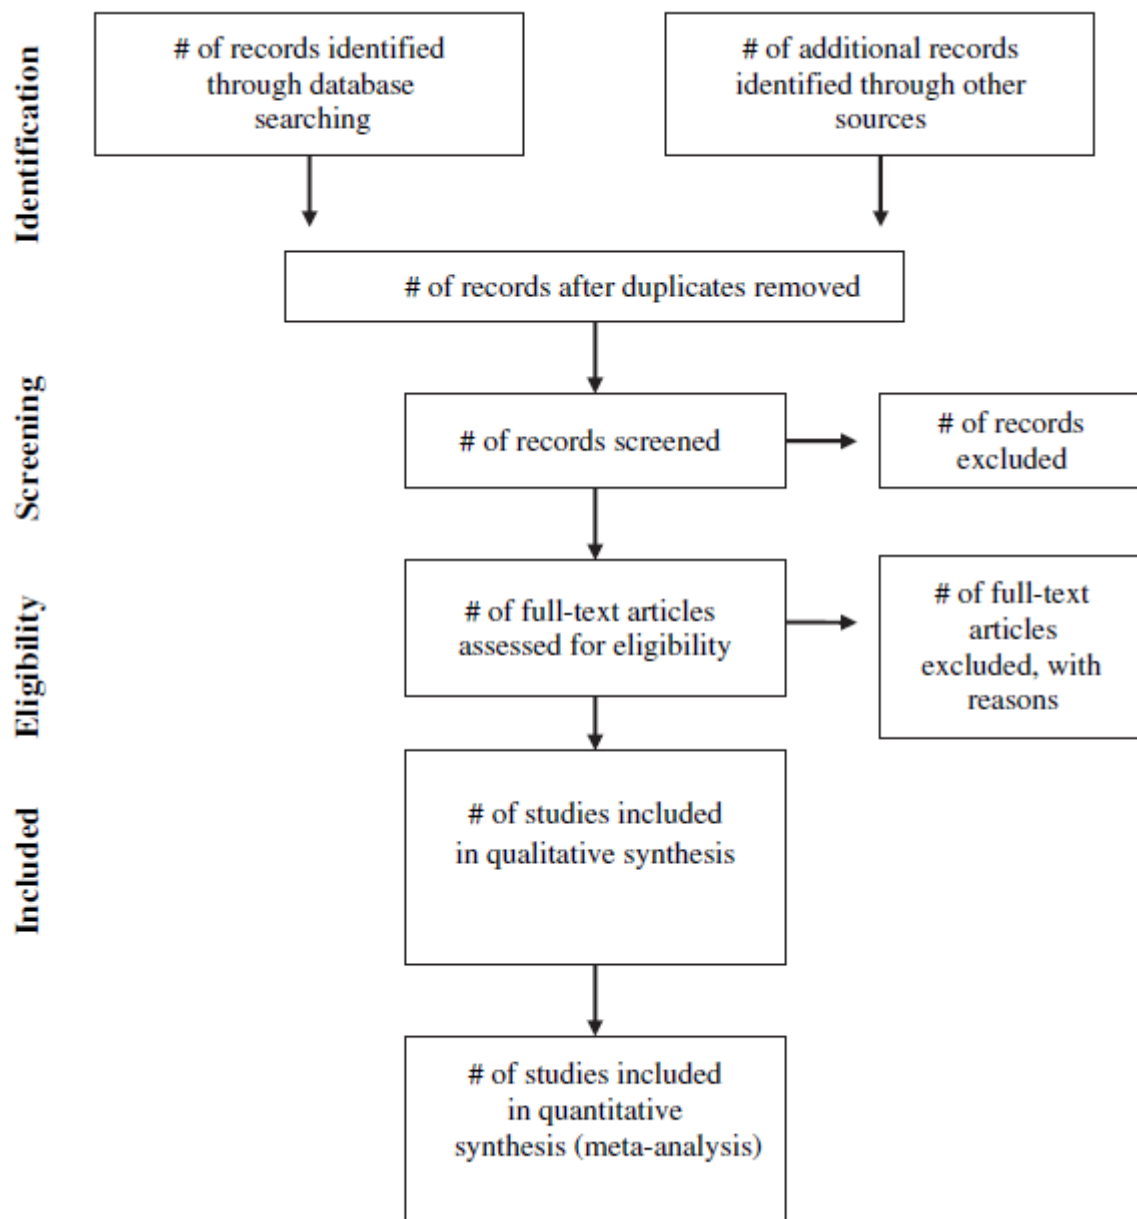 Identification
# of records identified
through database
searching
# of additional records
identified through other
sources
# of records after duplicates removed
Screening
# of records screened
# of records
excluded
Eligibility
# of full-text articles
assessed for eligibility
# of full-text
articles
excluded, with
reasons
Included
# of studies included
in qualitative synthesis
# of studies included
in quantitative
synthesis (meta-analysis)